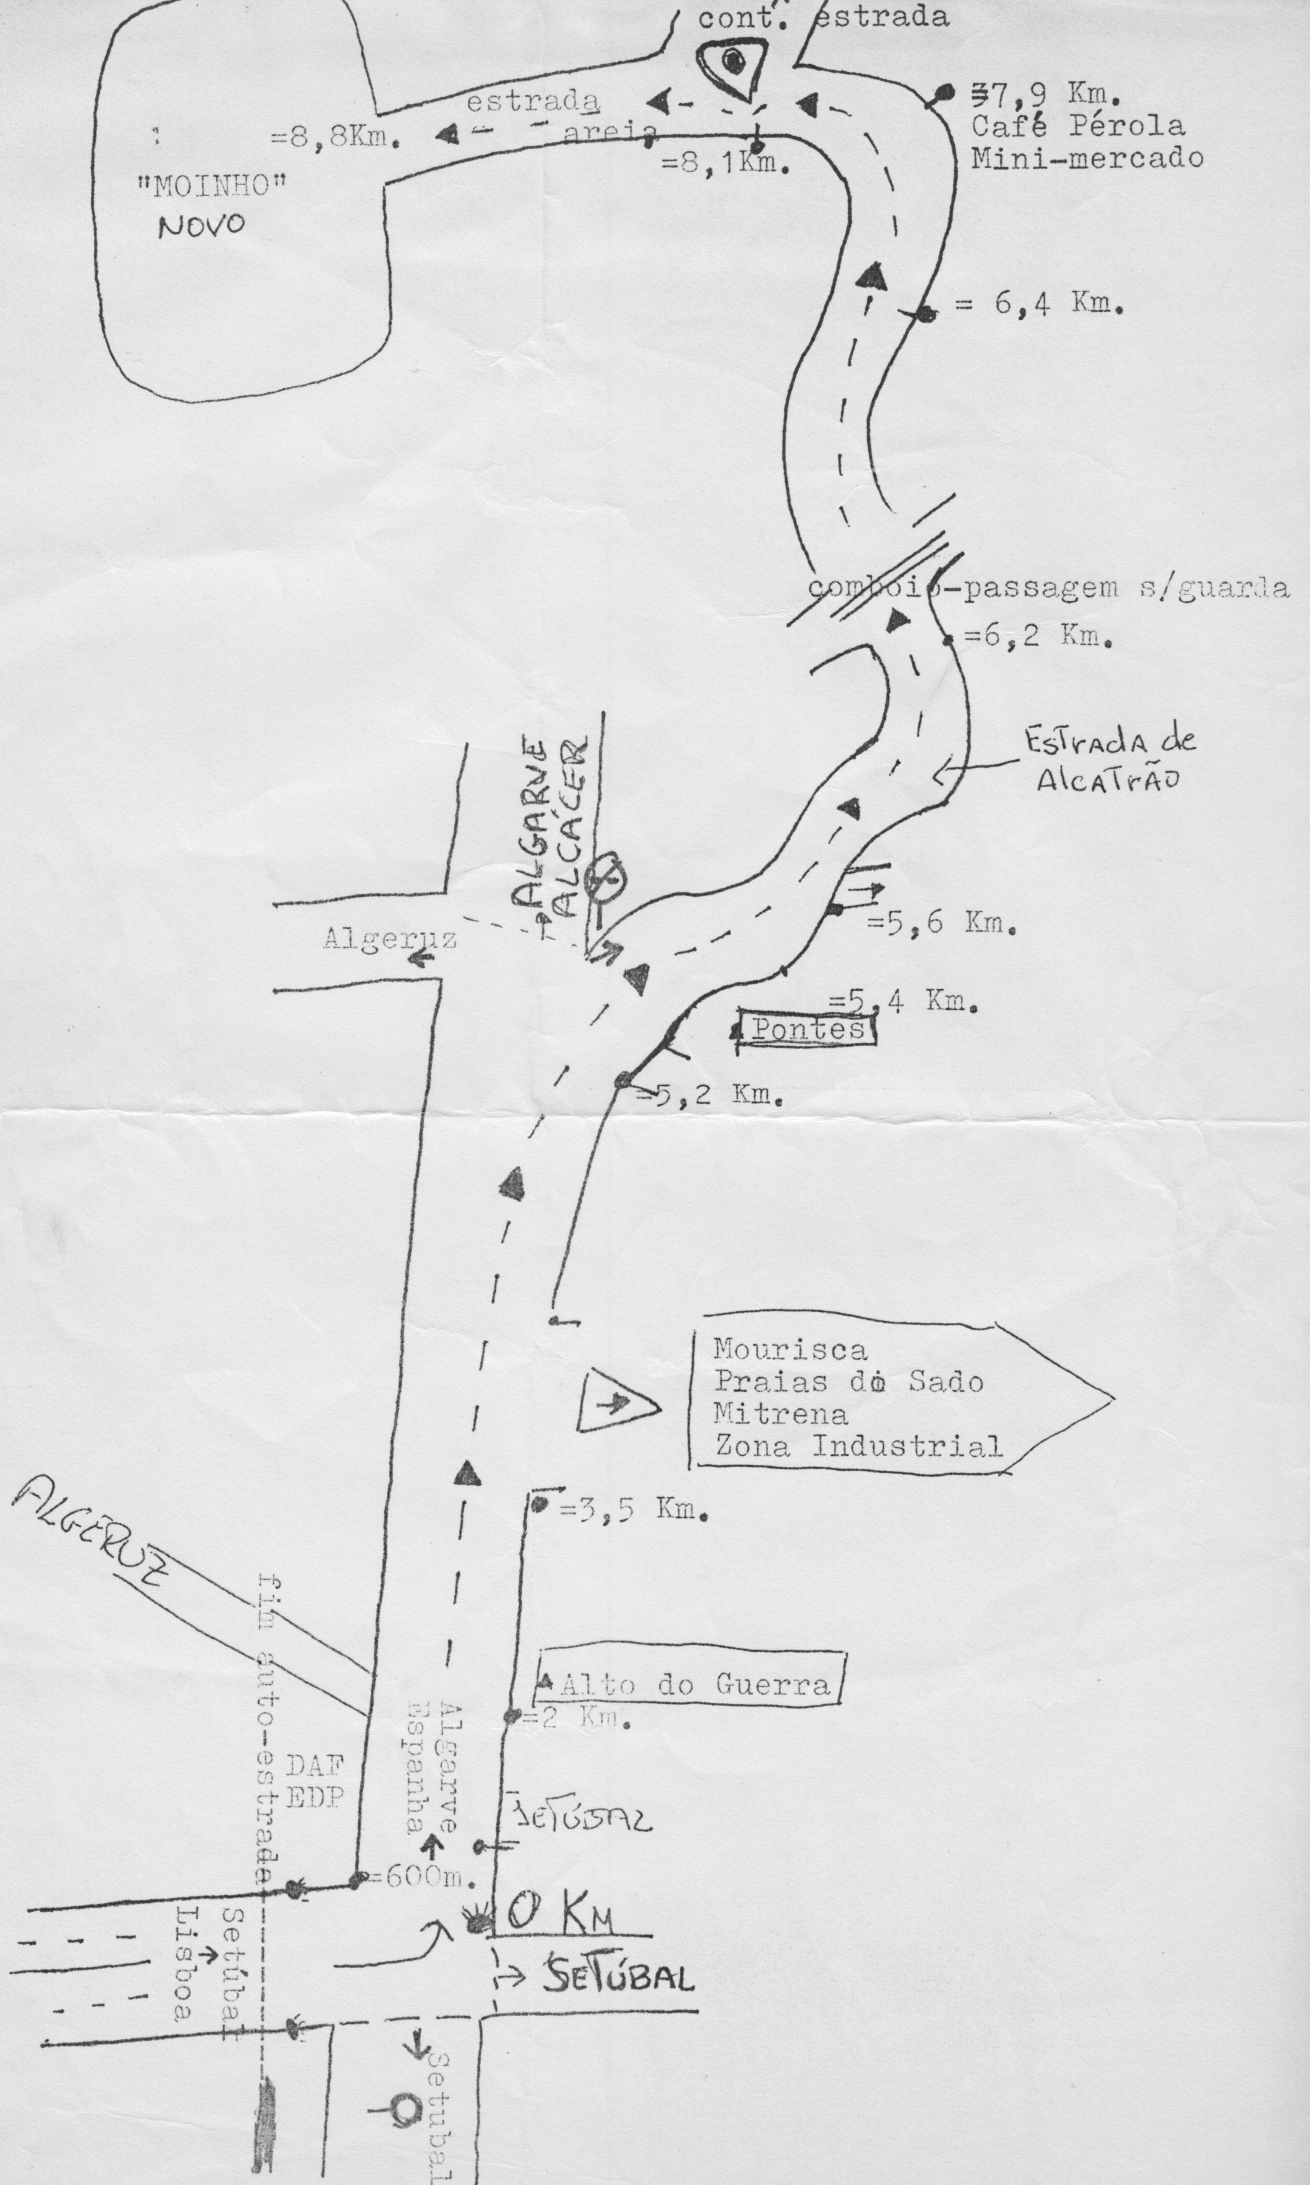 cont. estrada
37,9 Km.
Café Pérola
Mini-mercado
estrada
areia
=8,8Km.
=8,1Km.
"MOINHO"
NOVO
= 6,4 Km.
comboio-passagem s/guarda
=6,2 Km.
ESTRADA de
ALCATRÃO
ALGARVE
ALCÁCER
Algeruz
=5,6 Km.
=5,4 Km.
Pontes
=5,2 Km.
Mourisca
Praias do Sado
Mitrena
Zona Industrial
=3,5 Km.
ALGERUZ
fim auto-estrada
Alto do Guerra
=2 Km.
Algarve
Espanha
DAF
EDP
SETÚBAL
=600m.
0 KM
SETÚBAL
Setúbal
Lisboa
Setubal